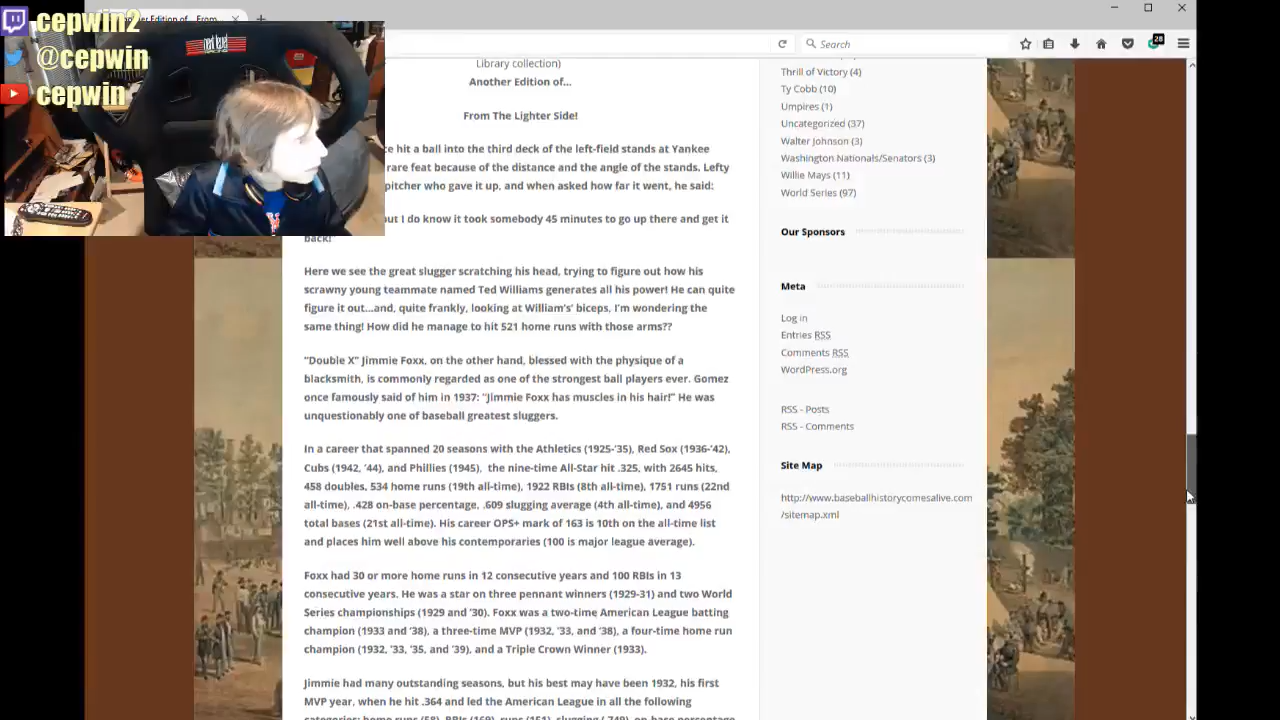 cepwin2
@cepwin
cepwin
Edition of... From
28
Search
Library collection)
Another Edition of...
From The Lighter Side!
hit a ball into the third deck of the left-field stands at Yankee
rare feat because of the distance and the angle of the stands. Lefty
pitcher who gave it up, and when asked how far it went, he said:
but I do know it took somebody 45 minutes to go up there and get it
back!
Here we see the great slugger scratching his head, trying to figure out how his
scrawny young teammate named Ted Williams generates all his power! He can quite
figure it out...and, quite frankly, looking at William's' biceps, I'm wondering the
same thing! How did he manage to hit 521 home runs with those arms??
"Double X" Jimmie Foxx, on the other hand, blessed with the physique of a
blacksmith, is commonly regarded as one of the strongest ball players ever. Gomez
once famously said of him in 1937: "Jimmie Foxx has muscles in his hair!" He was
unquestionably one of baseball greatest sluggers.
In a career that spanned 20 seasons with the Athletics (1925-'35), Red Sox (1936-'42),
Cubs (1942, '44), and Phillies (1945), the nine-time All-Star hit .325, with 2645 hits,
458 doubles, 534 home runs (19th all-time), 1922 RBIs (8th all-time), 1751 runs (22nd
all-time), .428 on-base percentage, .609 slugging average (4th all-time), and 4956
total bases (21st all-time). His career OPS+ mark of 163 is 10th on the all-time list
and places him well above his contemporaries (100 is major league average).
Foxx had 30 or more home runs in 12 consecutive years and 100 RBIs in 13
consecutive years. He was a star on three pennant winners (1929-31) and two World
Series championships (1929 and '30). Foxx was a two-time American League batting
champion (1933 and '38), a three-time MVP (1932, '33, and '38), a four-time home run
champion (1932, '33, '35, and '39), and a Triple Crown Winner (1933).
Jimmie had many outstanding seasons, but his best may have been 1932, his first
MVP year, when he hit .364 and led the American League in all the following
categories: home runs (58), RBIs (169), runs (151), slugging (.749), on-base percentage
Thrill of Victory (4)
Ty Cobb (10)
Umpires (1)
Uncategorized (37)
Walter Johnson (3)
Washington Nationals/Senators (3)
Willie Mays (11)
World Series (97)
Our Sponsors
Meta
Log in
Entries RSS
Comments RSS
WordPress.org
RSS - Posts
RSS - Comments
Site Map
http://www.baseballhistorycomesalive.com
/sitemap.xml